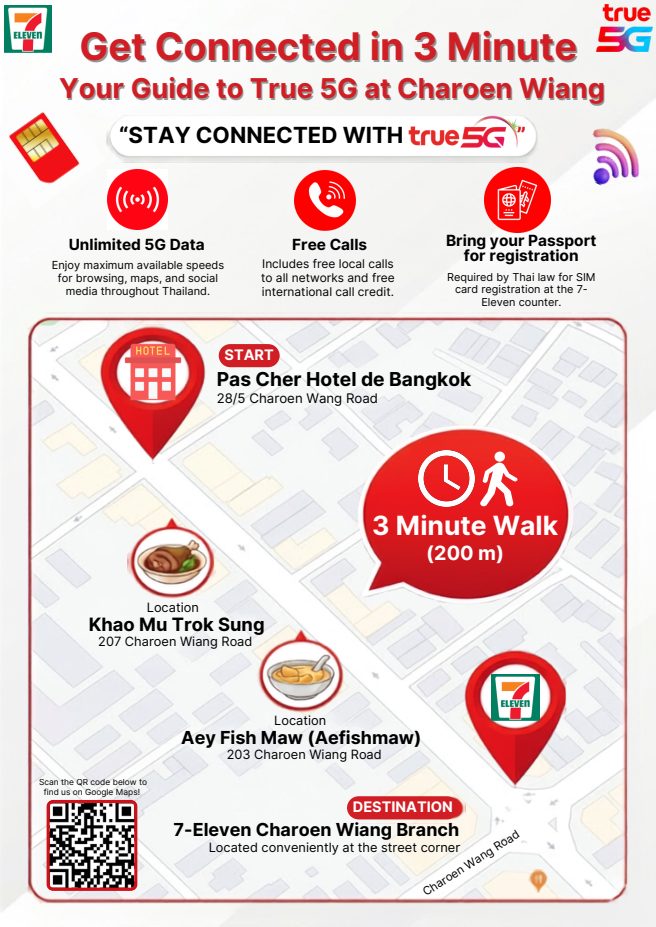 7
ELEVEN
true
5G
Get Connected in 3 Minute
Your Guide to True 5G at Charoen Wiang
“STAY CONNECTED WITH true5G”
Unlimited 5G Data
Enjoy maximum available speeds
for browsing, maps, and social
media throughout Thailand.
Free Calls
Includes free local calls
to all networks and free
international call credit.
Bring your Passport
for registration
Required by Thai law for SIM
card registration at the 7-
Eleven counter.
HOTEL
START
Pas Cher Hotel de Bangkok
28/5 Charoen Wang Road
3 Minute Walk
(200 m)
Location
Khao Mu Trok Sung
207 Charoen Wiang Road
Location
Aey Fish Maw (Aefishmaw)
203 Charoen Wiang Road
7
ELEVEN
Scan the QR code below to
find us on Google Maps!
DESTINATION
7-Eleven Charoen Wiang Branch
Located conveniently at the street corner
Charoen Wang Road